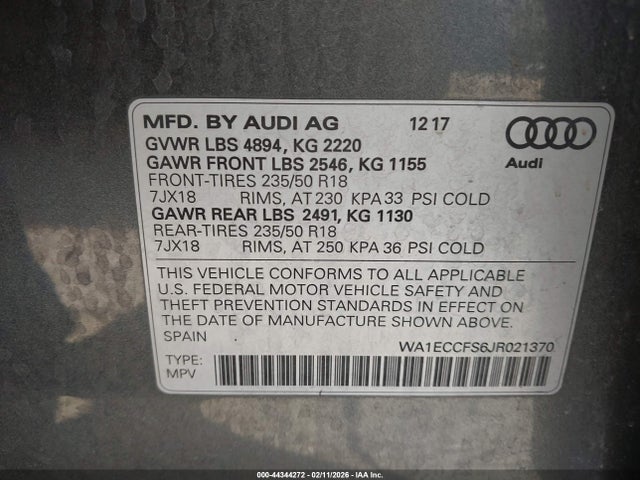 MFD. BY AUDI AG 12 17
GVWR LBS 4894, KG 2220
GAWR FRONT LBS 2546, KG 1155
FRONT-TIRES 235/50 R18
7JX18 RIMS, AT 230 KPA 33 PSI COLD
GAWR REAR LBS 2491, KG 1130
REAR-TIRES 235/50 R18
7JX18 RIMS, AT 250 KPA 36 PSI COLD
Audi
THIS VEHICLE CONFORMS TO ALL APPLICABLE
U.S. FEDERAL MOTOR VEHICLE SAFETY AND
THEFT PREVENTION STANDARDS IN EFFECT ON
THE DATE OF MANUFACTURE SHOWN ABOVE.
SPAIN WA1ECCFS6JR021370
TYPE:
MPV
000-44344272 - 02/11/2026 - IAA Inc.